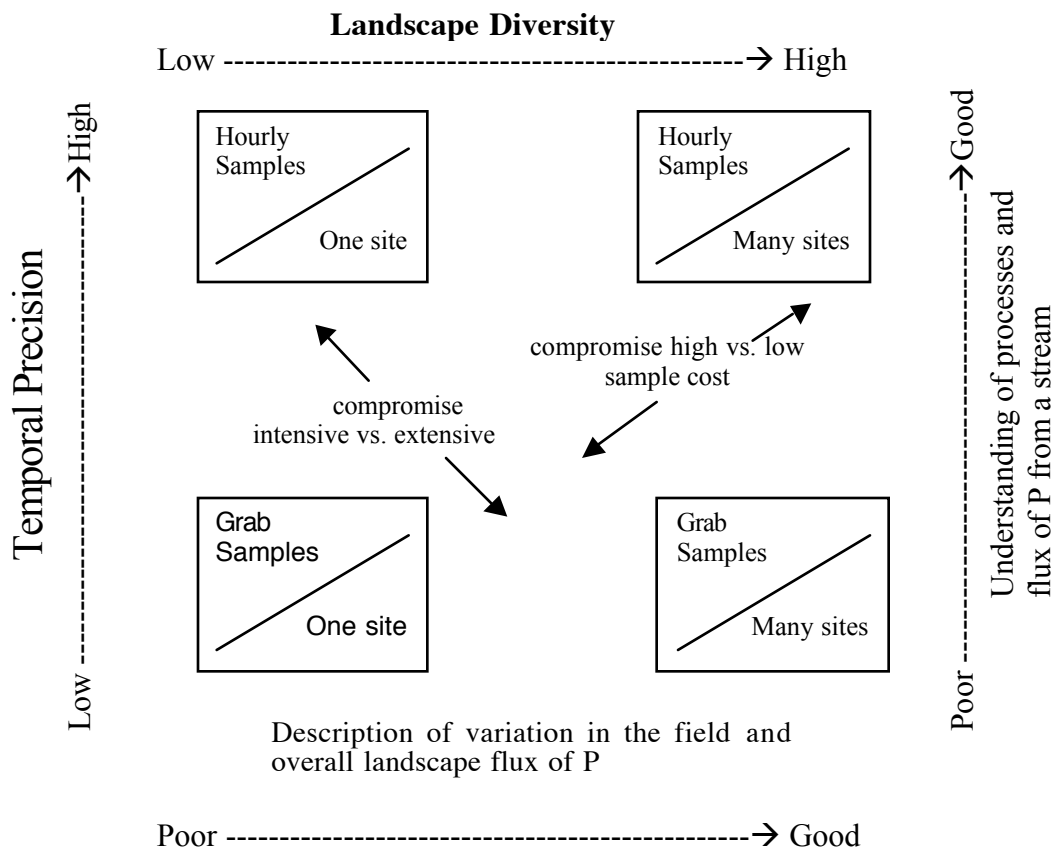 Landscape Diversity
Low ----------------------------------------→ High
Temporal Precision
Low ------------------------------→High
Hourly
Samples
One site
Hourly
Samples
Many sites
compromise high vs. low
sample cost
compromise
intensive vs. extensive
Grab
Samples
One site
Grab
Samples
Many sites
Poor ------------------------------→Good
Understanding of processes and
flux of P from a stream
Description of variation in the field and
overall landscape flux of P
Poor ----------------------------------------→ Good